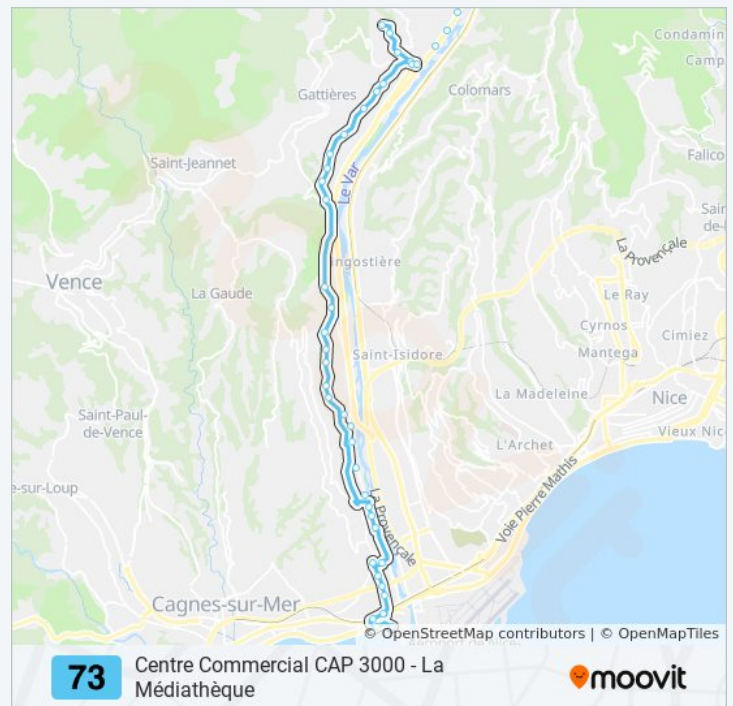 Condamin
Camp
Gattières
Colomars
Falico
Saint-Jeannet
Le Var
Sair
de-l
La Provençale
ingostière
Vence
La Gaude
Le Ray
Cyrnos
Cimiez
Mantega
Saint-Isidore
La Madeleine
Nice
Saint-Paul-
de-Vence
Vieux Nic
L'Archet
e-sur-Loup
La Provençale
Voie Pierre Mathis
Cagnes-sur-Mer
© OpenStreetMap contributors | © OpenMapTiles
73
Centre Commercial CAP 3000 - La
Médiathèque
moovit